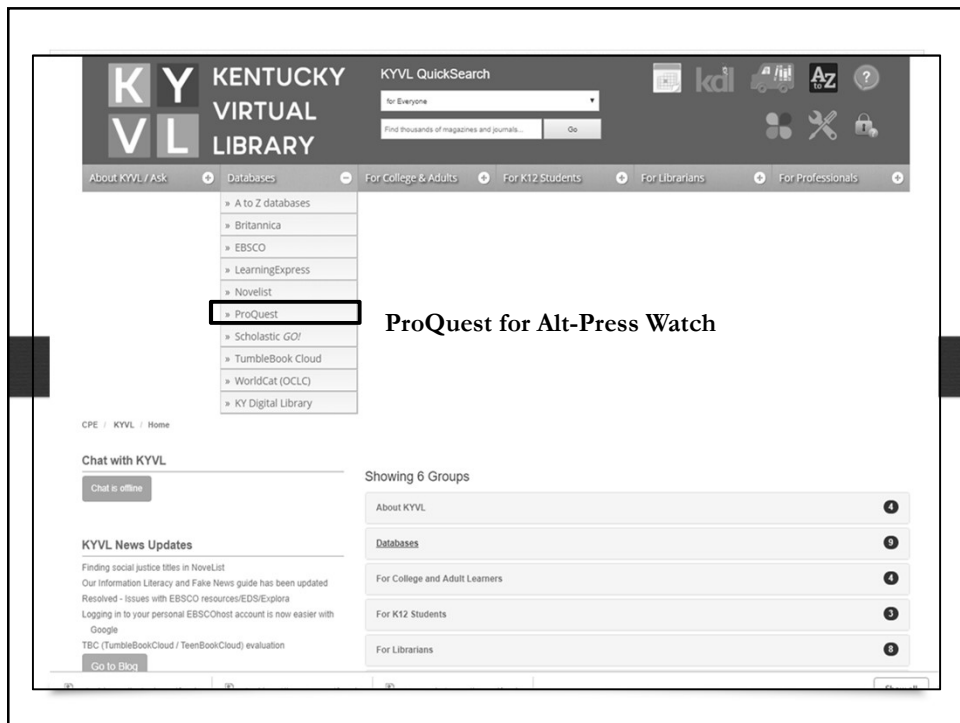 KY
VL
KENTUCKY
VIRTUAL
LIBRARY
KYVL QuickSearch
for Everyone
Find thousands of magazines and journals...
Go
kdl
A to Z
?
About KYVL / Ask
Databases
For College & Adults
For K12 Students
For Librarians
For Professionals
» A to Z databases
» Britannica
» EBSCO
» LearningExpress
» Novelist
» ProQuest
» Scholastic GO!
» TumbleBook Cloud
» WorldCat (OCLC)
» KY Digital Library
ProQuest for Alt-Press Watch
CPE / KYVL / Home
Chat with KYVL
Chat is offline
KYVL News Updates
Finding social justice titles in NoveList
Our Information Literacy and Fake News guide has been updated
Resolved - Issues with EBSCO resources/EDS/Explora
Logging in to your personal EBSCOhost account is now easier with
Google
TBC (TumbleBookCloud / TeenBookCloud) evaluation
Go to Blog
Showing 6 Groups
About KYVL 4
Databases 9
For College and Adult Learners 4
For K12 Students 3
For Librarians 8